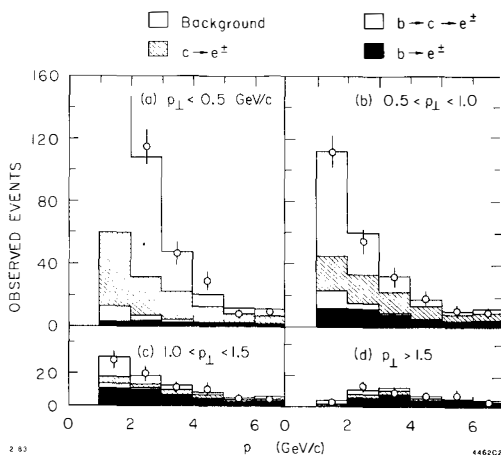 Background
b → c → e±
c → e±
b → e±
160
120
80
40
0
20
0
OBSERVED EVENTS
(a) p⊥ < 0.5 GeV/c
(b) 0.5 < p⊥ < 1.0
(c) 1.0 < p⊥ < 1.5
(d) p⊥ > 1.5
0 2 4 6 0 2 4 6
p (GeV/c)
2 83